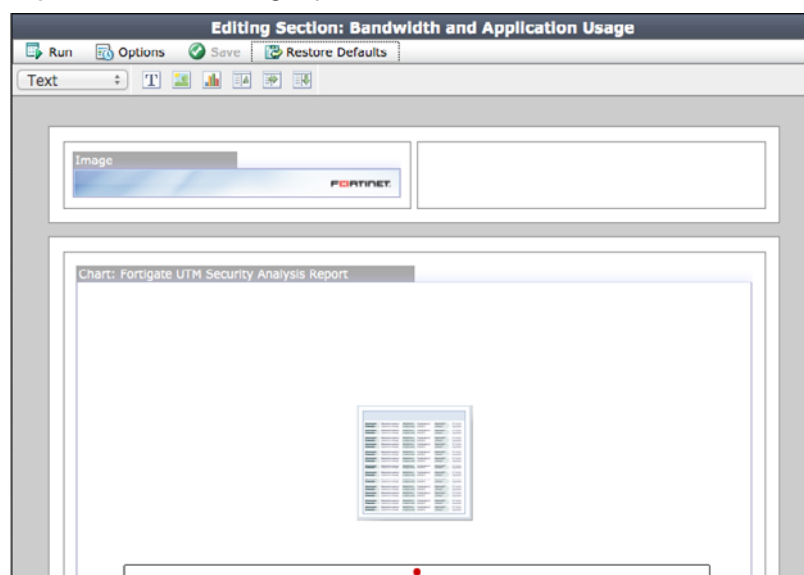 Editing Section: Bandwidth and Application Usage
Run Options Save Restore Defaults
Text T
Image
FORTINET
Chart: Fortigate UTM Security Analysis Report